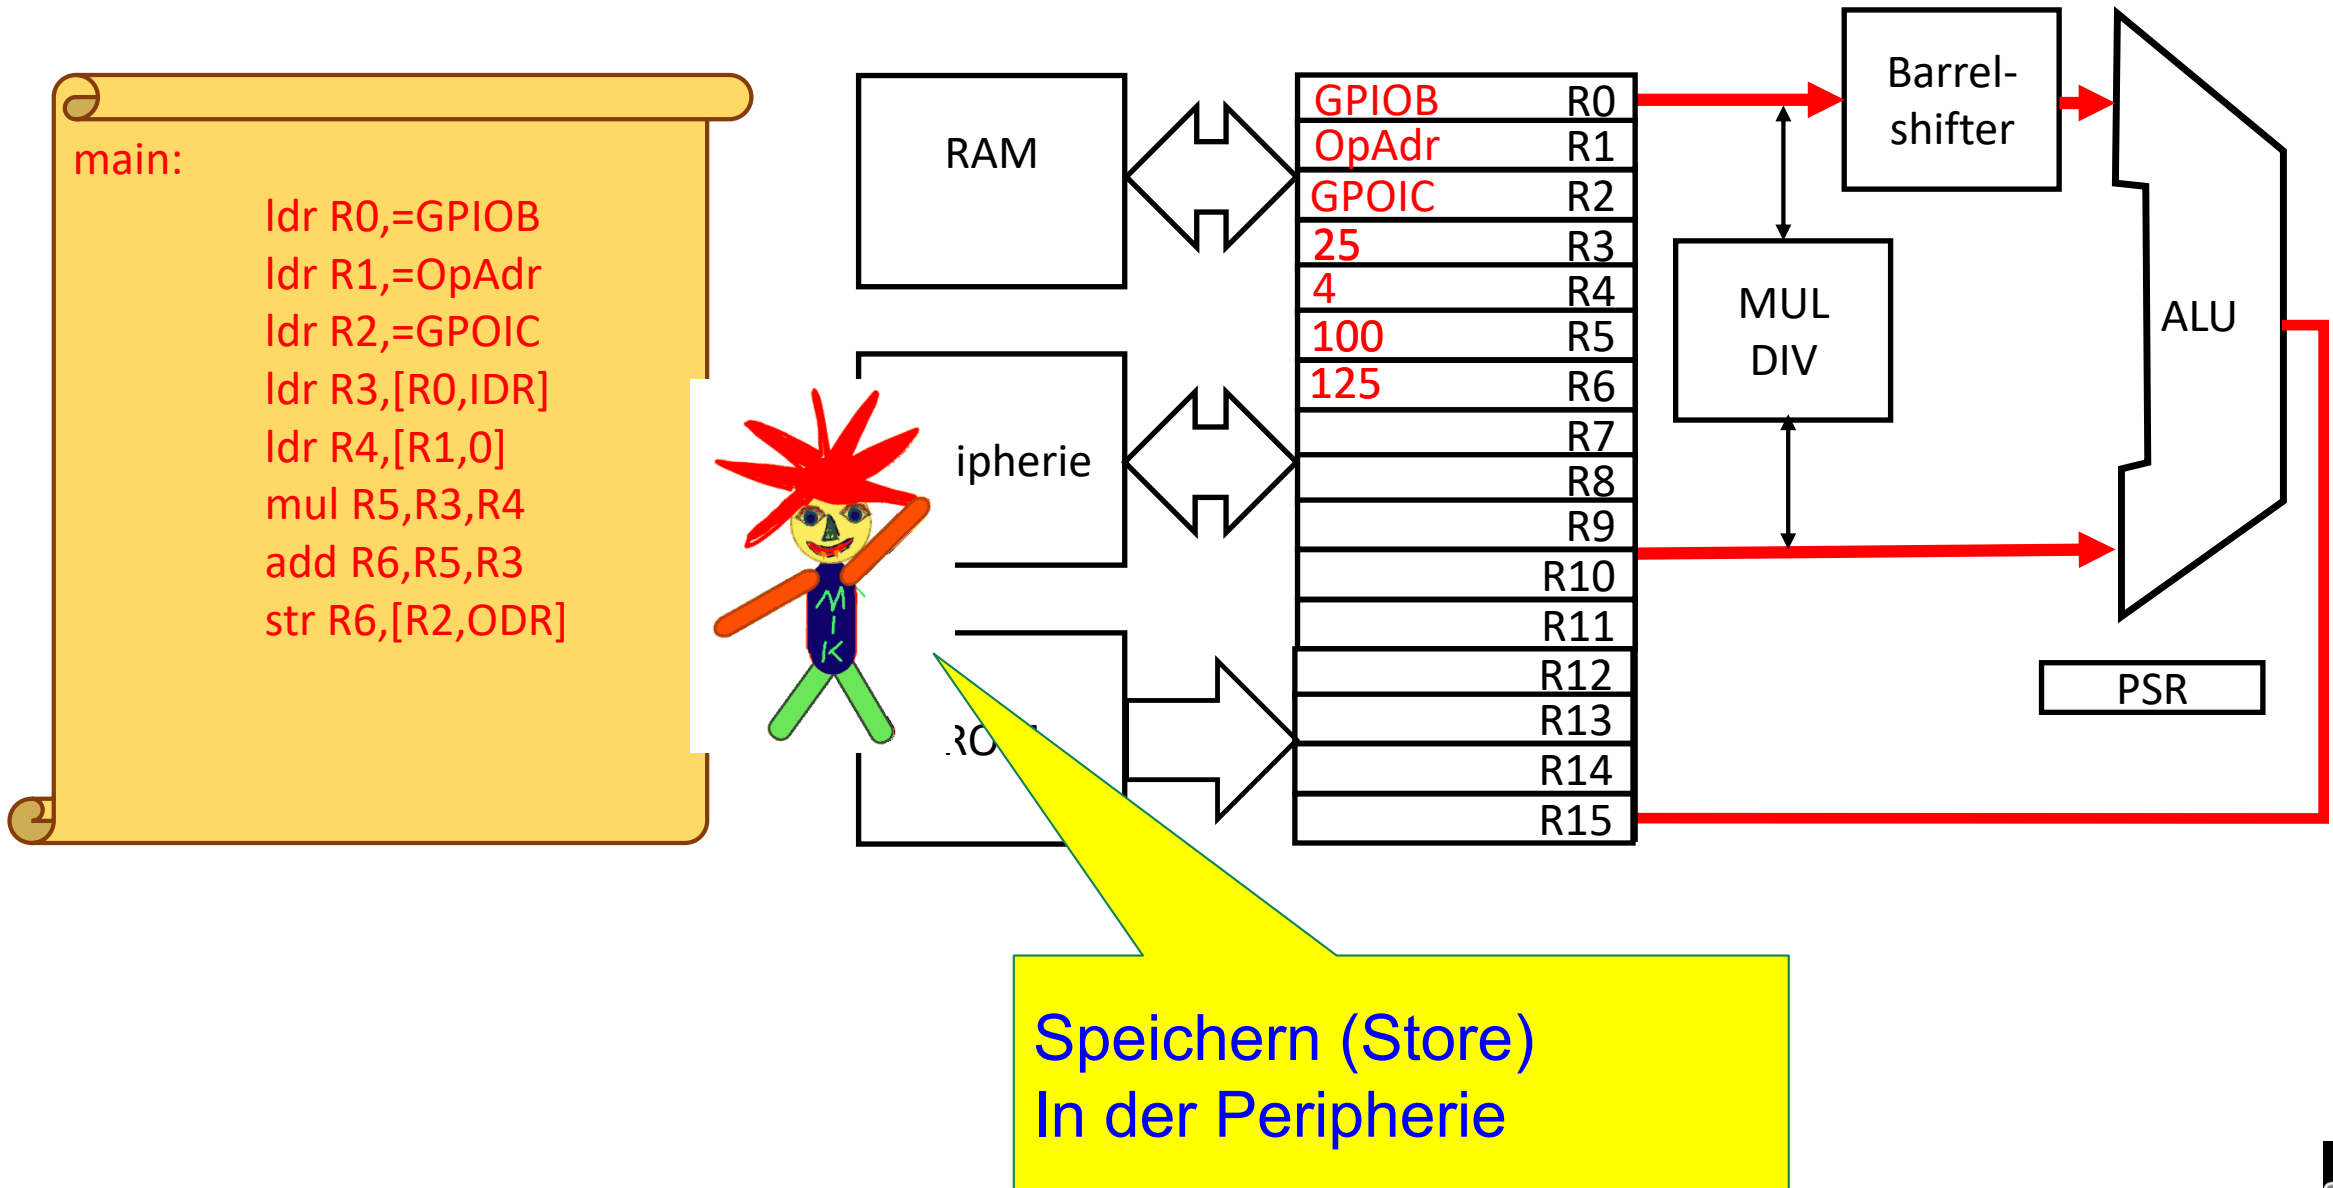 main:
ldr R0,=GPIOB
ldr R1,=OpAdr
ldr R2,=GPOIC
ldr R3,[R0,IDR]
ldr R4,[R1,0]
mul R5,R3,R4
add R6,R5,R3
str R6,[R2,ODR]
RAM
ipherie
GPIOB R0
OpAdr R1
GPOIC R2
25 R3
4 R4
100 R5
125 R6
R7
R8
R9
R10
R11
R12
R13
R14
R15
Barrel-
shifter
MUL
DIV
ALU
PSR
MIK
Speichern (Store)
In der Peripherie